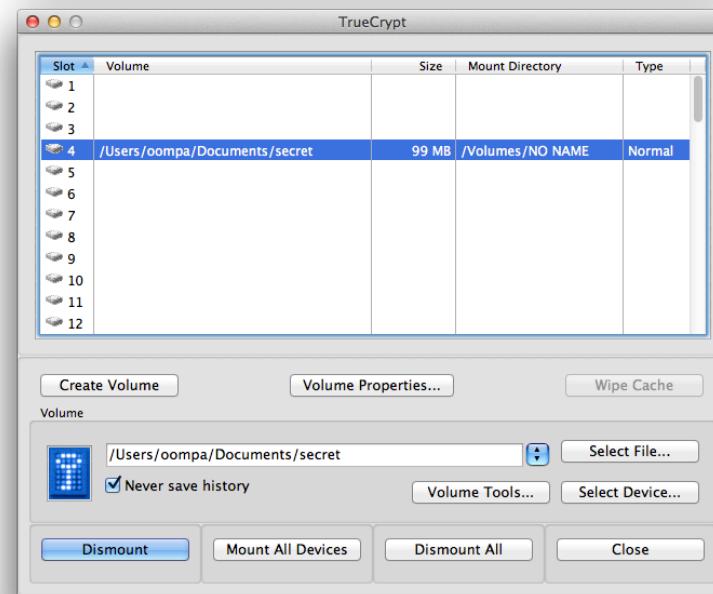 TrueCrypt
Slot Volume Size Mount Directory Type
1
2
3
4 /Users/oompa/Documents/secret 99 MB /Volumes/NO NAME Normal
5
6
7
8
9
10
11
12
Create Volume Volume Properties... Wipe Cache
Volume
/Users/oompa/Documents/secret Select File...
Never save history Volume Tools... Select Device...
Dismount Mount All Devices Dismount All Close